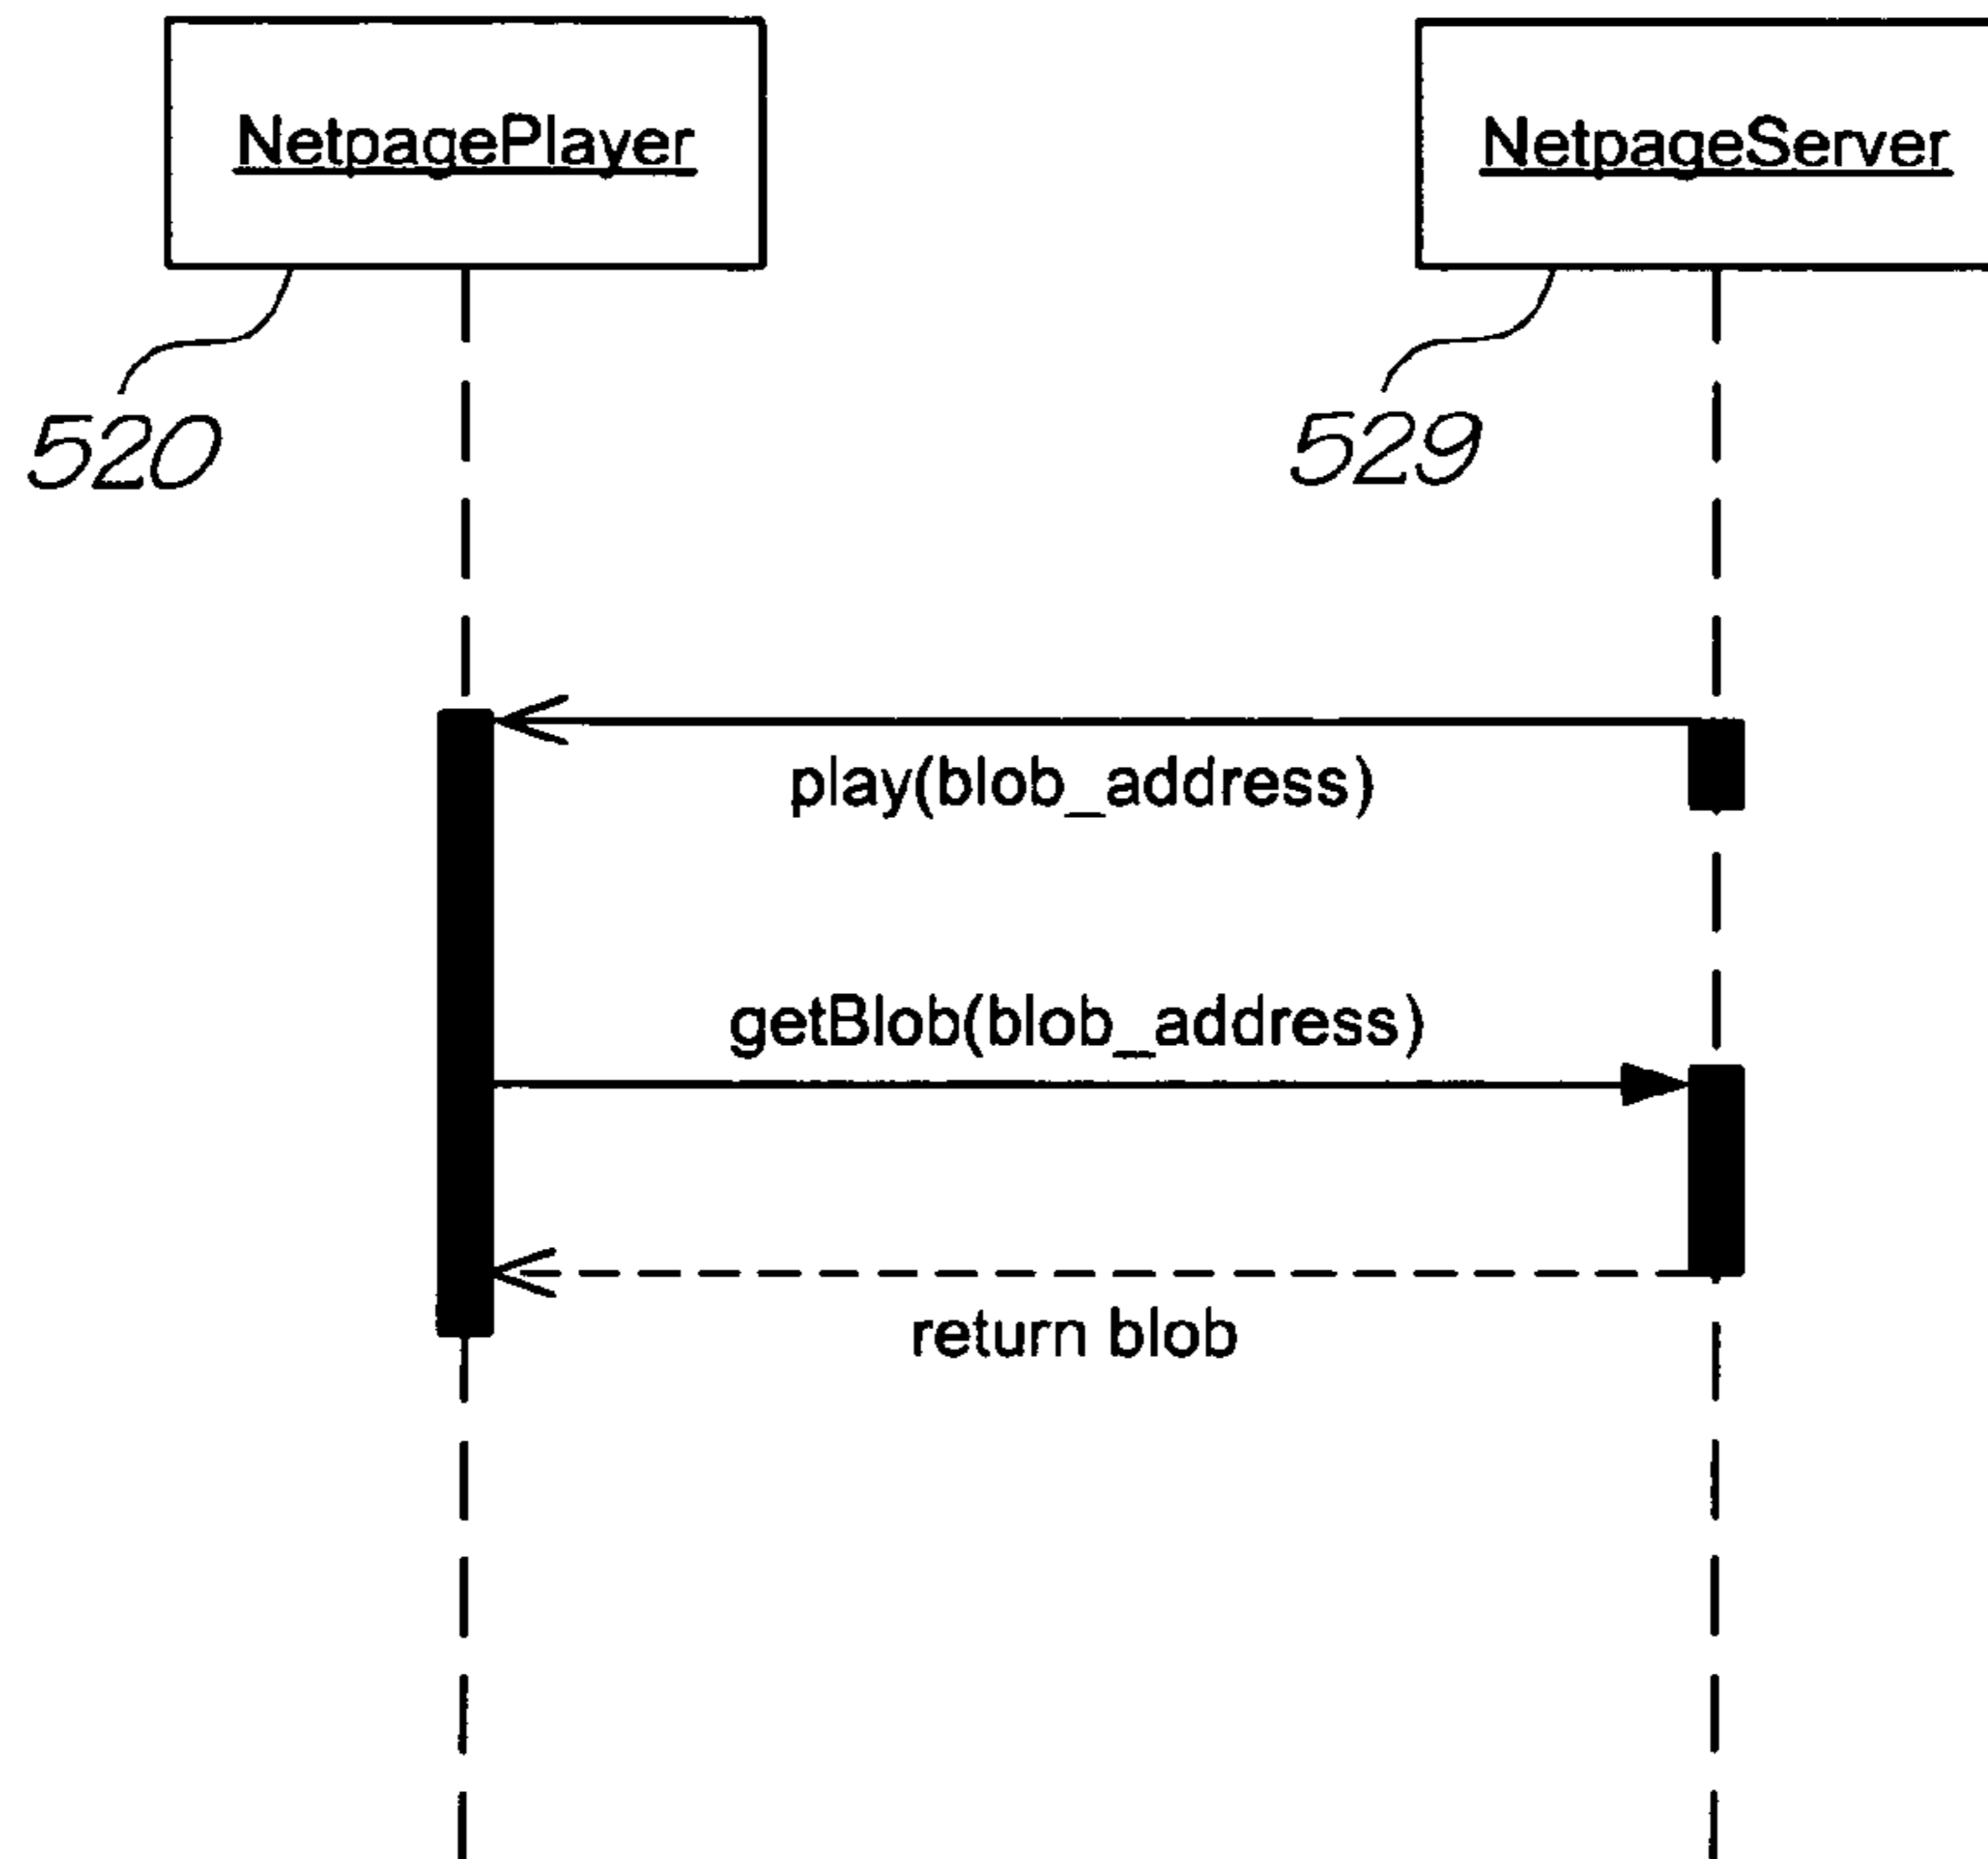 NetpagePlayer
NetpageServer
520
529
play(blob_address)
getBlob(blob_address)
return blob